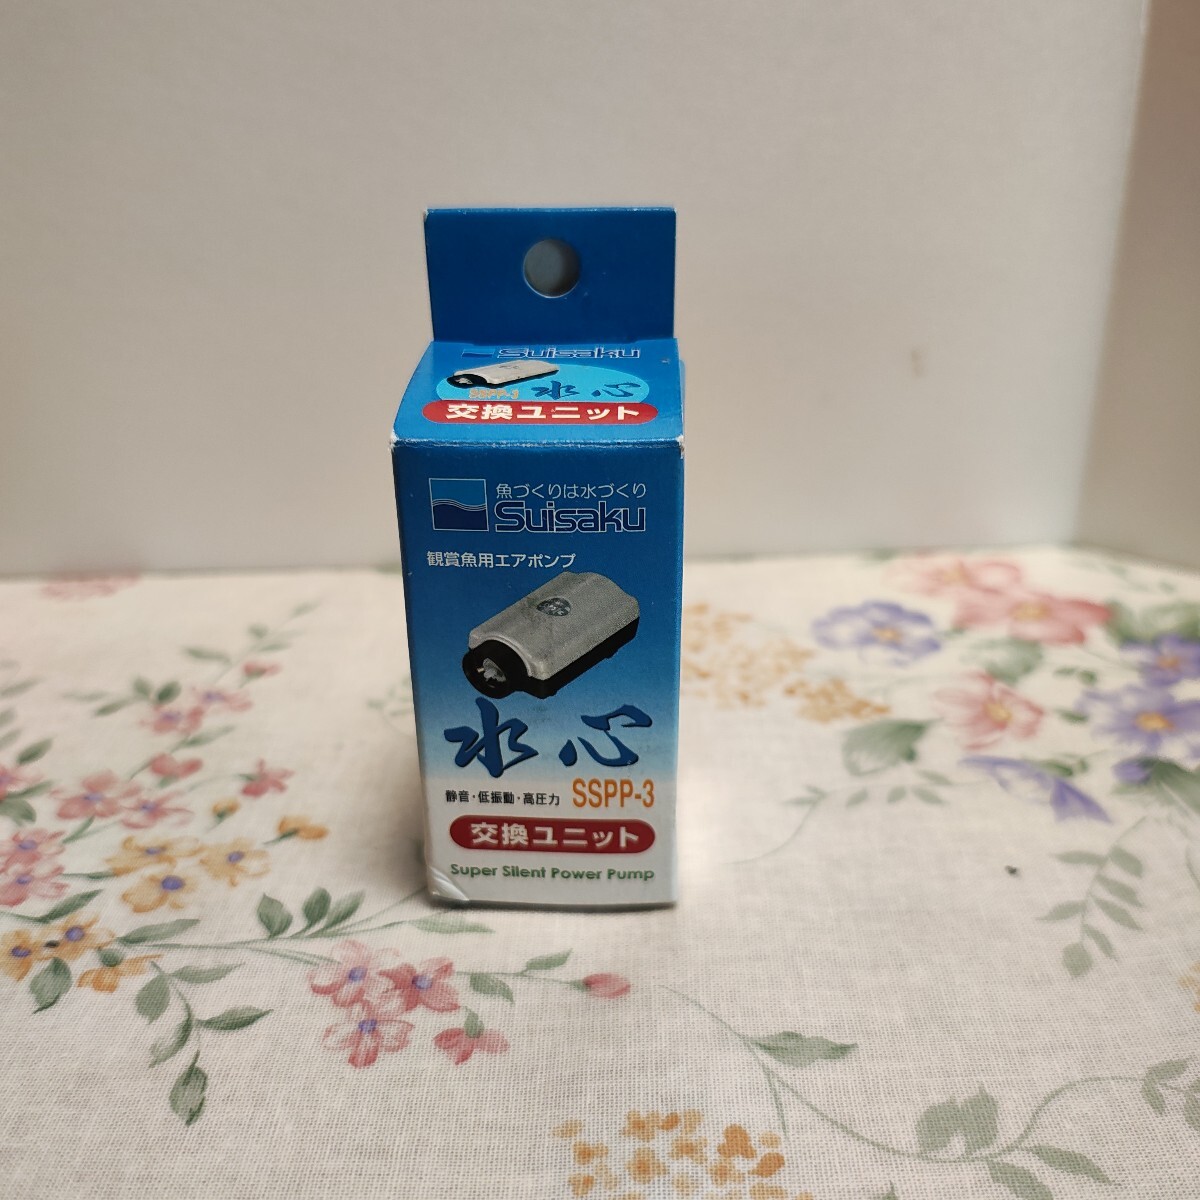 Suisaku
SSPP-3 水心
交換ユニット
魚づくりは水づくり
Suisaku
観賞魚用エアポンプ
水心
静音・低振動・高圧力 SSPP-3
交換ユニット
Super Silent Power Pump